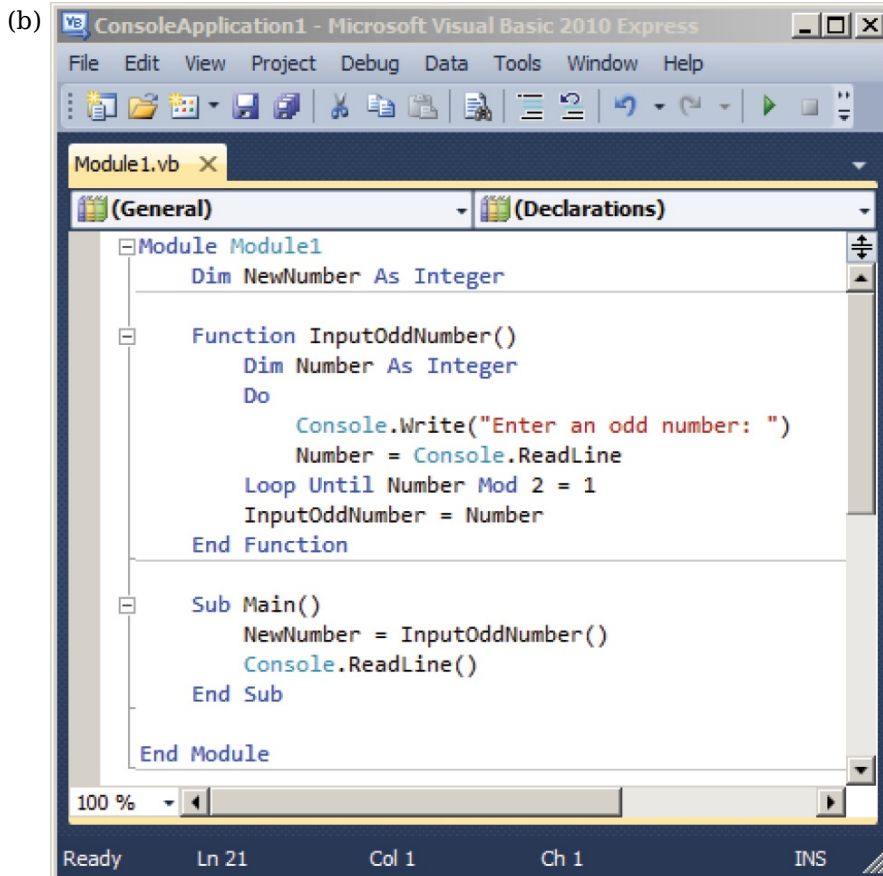 (b)
ConsoleApplication1 - Microsoft Visual Basic 2010 Express
File Edit View Project Debug Data Tools Window Help
Module1.vb
(General) (Declarations)
Module Module1
Dim NewNumber As Integer
Function InputOddNumber()
Dim Number As Integer
Do
Console.Write("Enter an odd number: ")
Number = Console.ReadLine
Loop Until Number Mod 2 = 1
InputOddNumber = Number
End Function
Sub Main()
NewNumber = InputOddNumber()
Console.ReadLine()
End Sub
End Module
100 %
Ready Ln 21 Col 1 Ch 1 INS